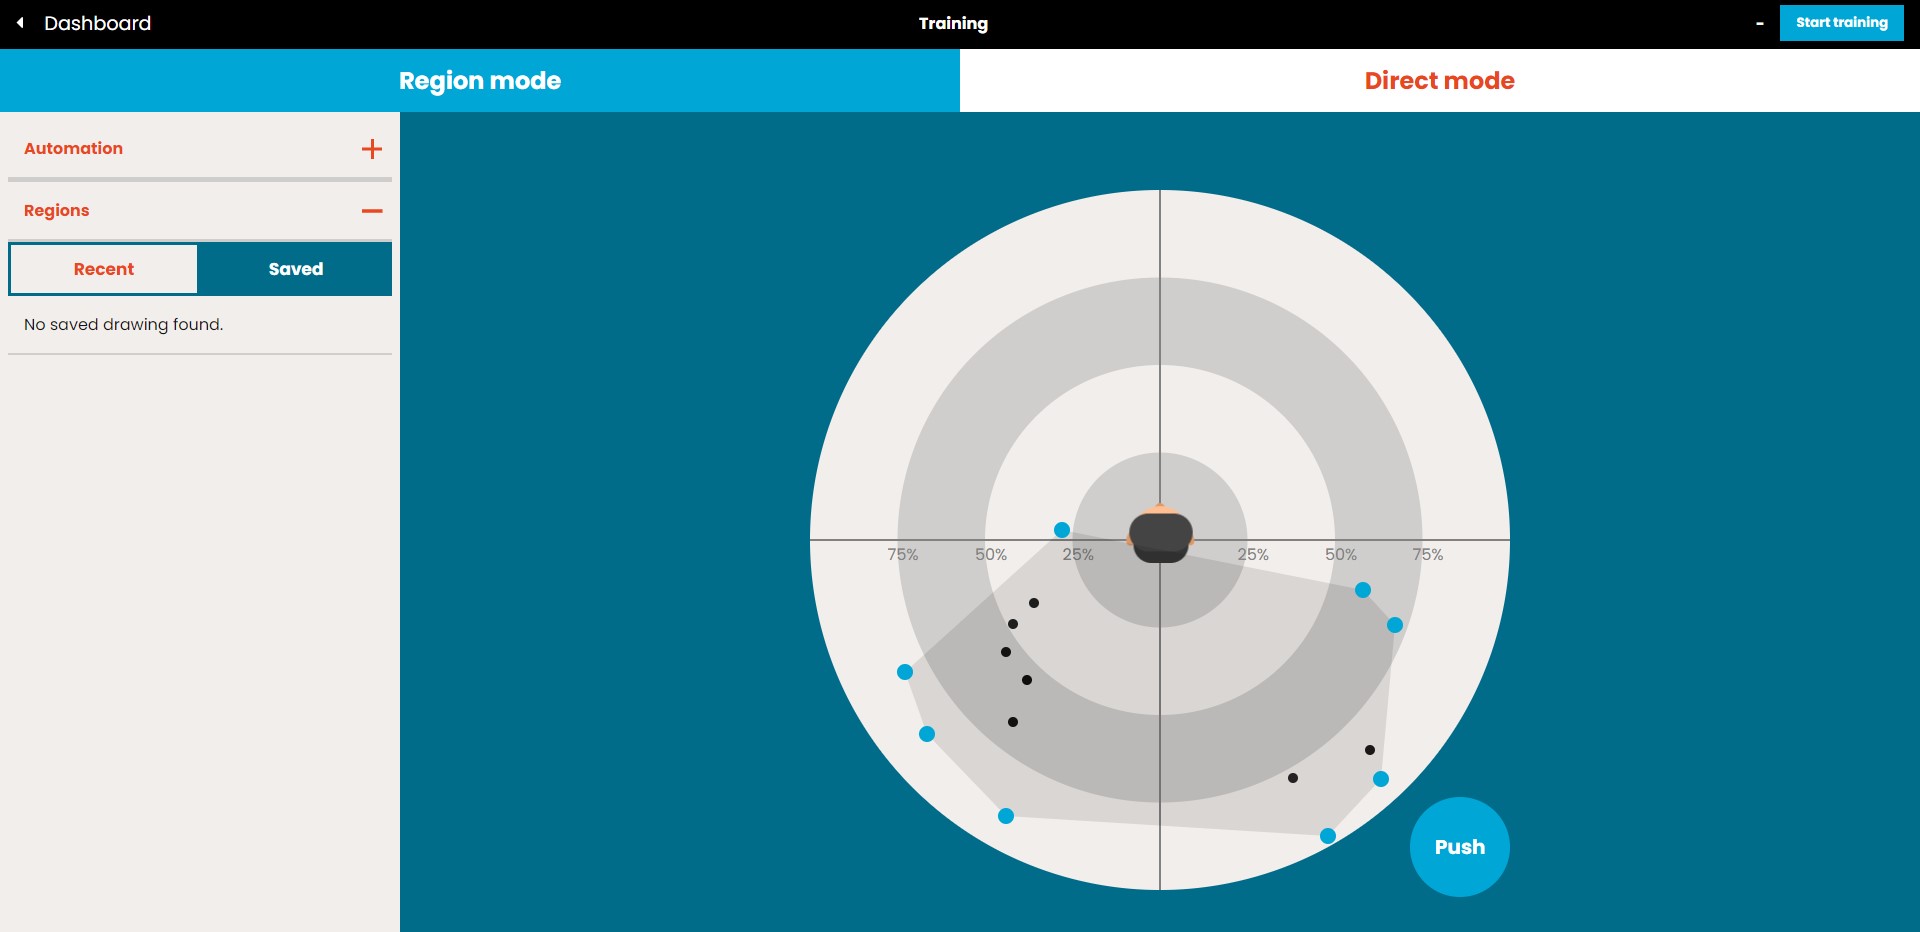 Dashboard
Training
-
Start training
Region mode
Direct mode
Automation
Regions
Recent
Saved
No saved drawing found.
75% 50% 25% 25% 50% 75%
Push